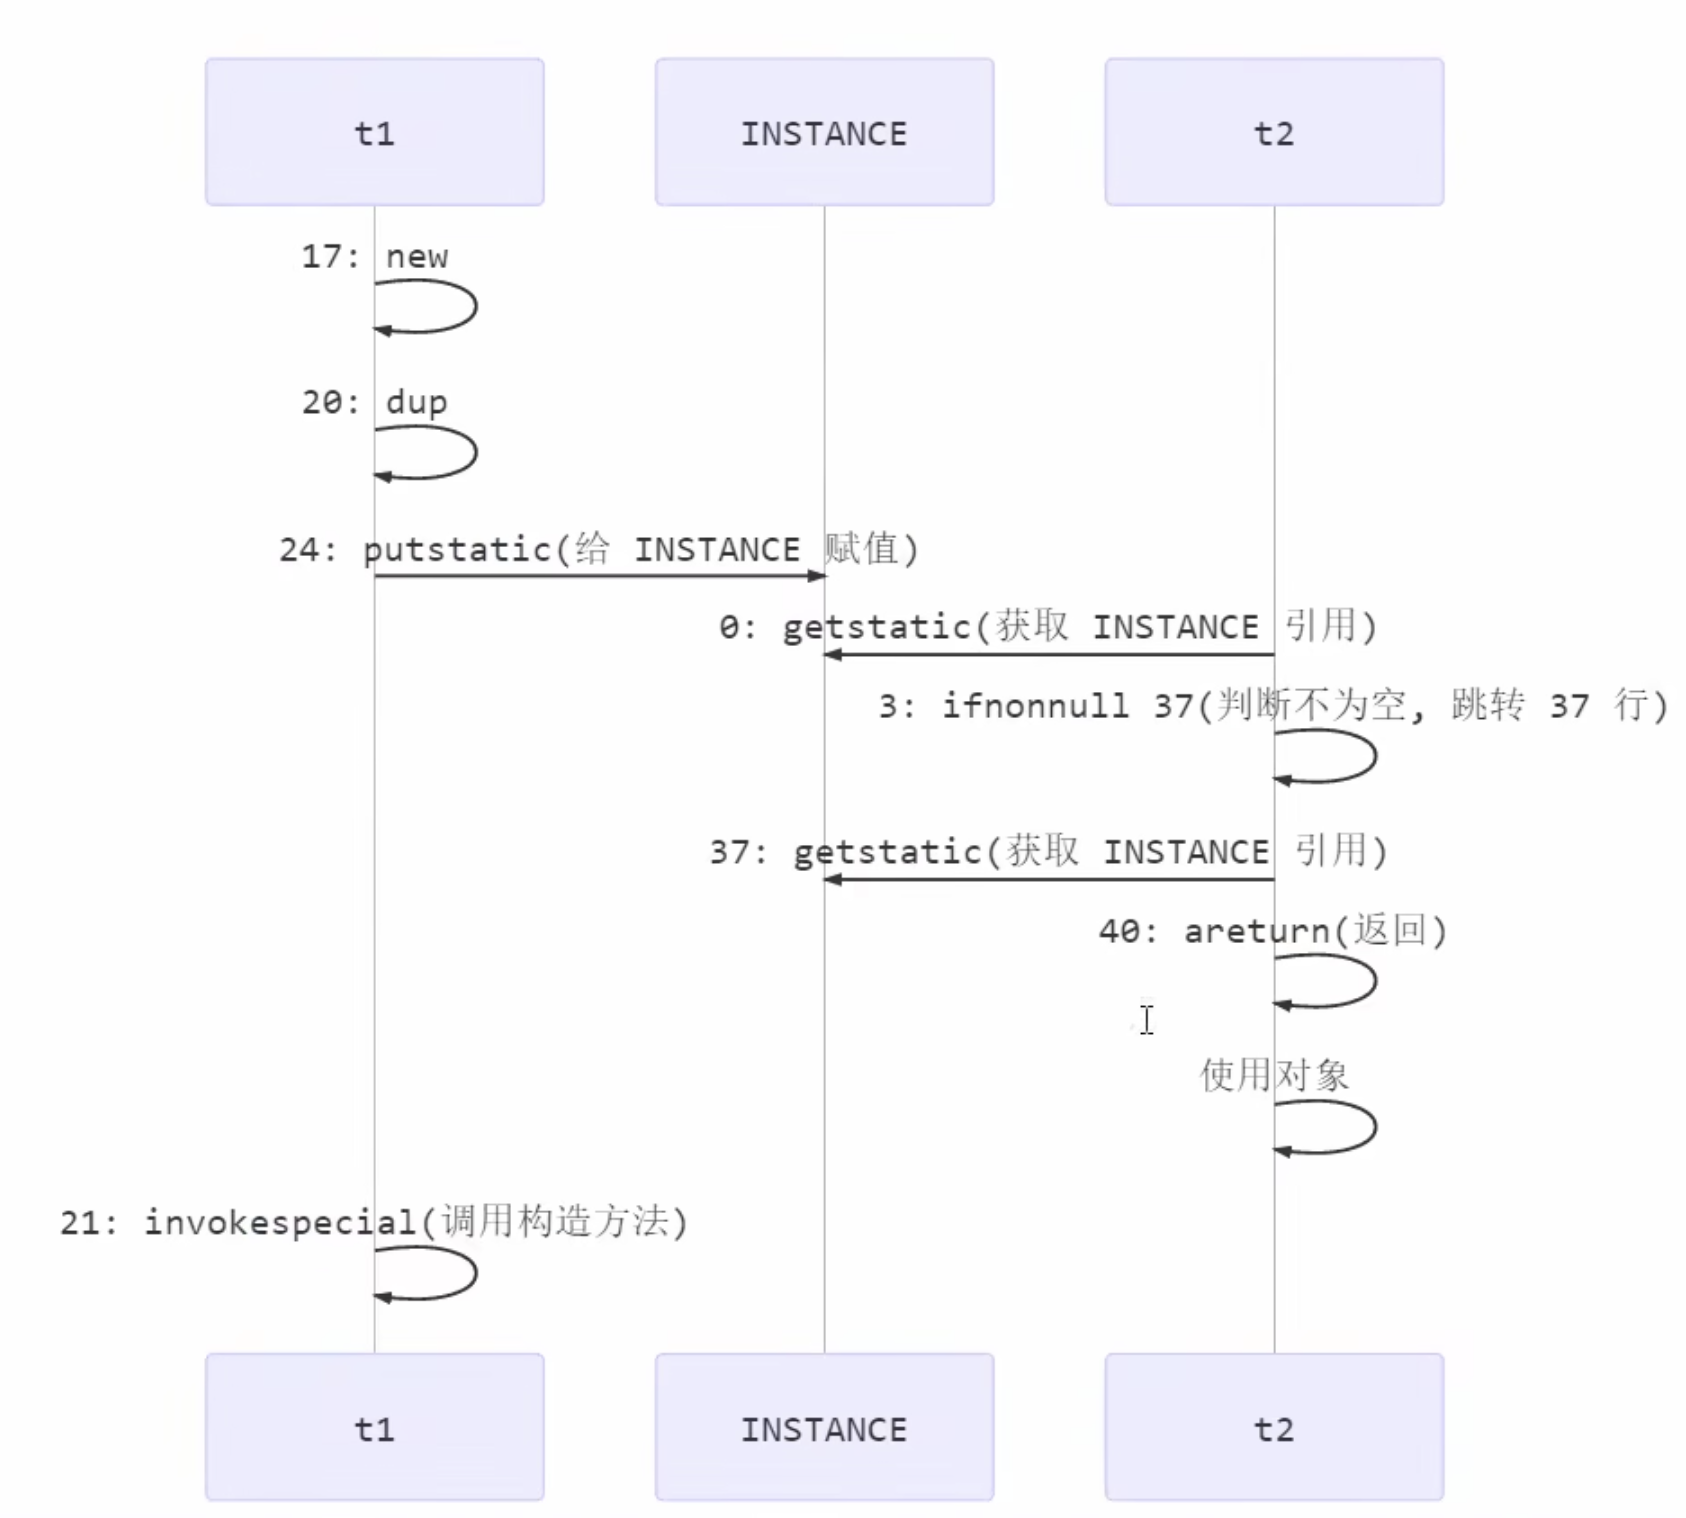 t1
INSTANCE
t2
17: new
20: dup
24: putstatic(给 INSTANCE 赋值)
0: getstatic(获取 INSTANCE 引用)
3: ifnonnull 37(判断不为空, 跳转 37 行)
37: getstatic(获取 INSTANCE 引用)
40: areturn(返回)
使用对象
21: invokespecial(调用构造方法)
t1
INSTANCE
t2